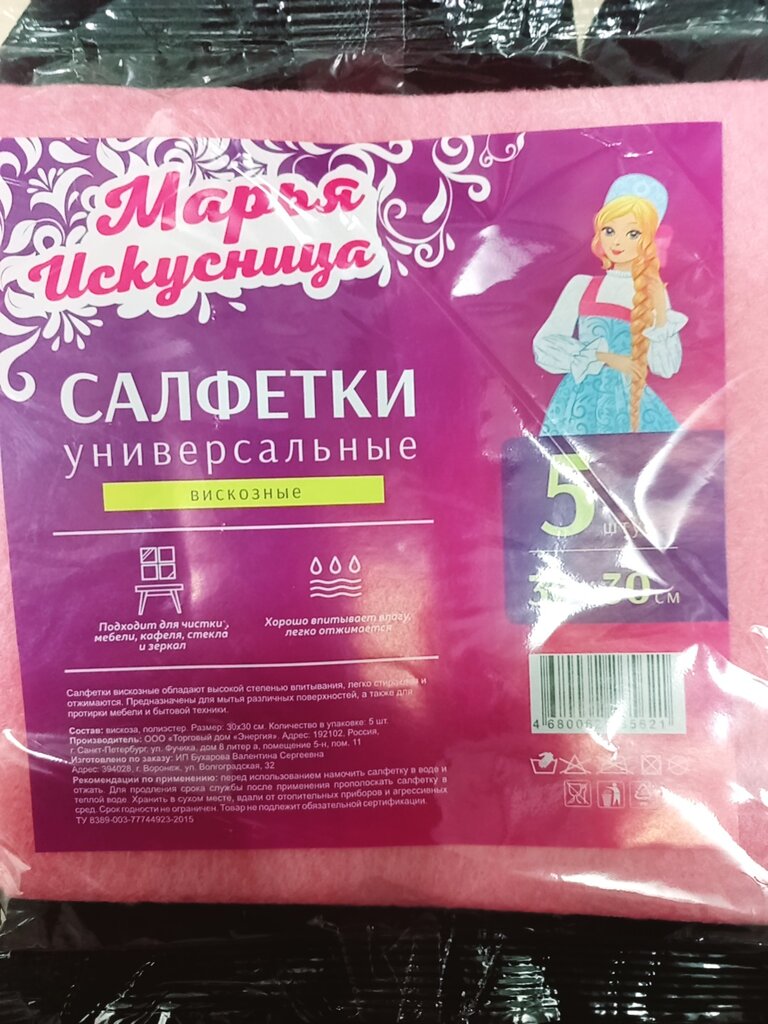 Марья
Искусница
САЛФЕТКИ
универсальные
вискозные
5
30
см
Подходит для чистки
мебели, кафеля, стекла
и зеркал
Хорошо впитывает влагу,
легко отжимается
Салфетки вискозные обладают высокой степенью впитывания, легко стираются и
отжимаются. Предназначены для мытья различных поверхностей, а также для
протирки мебели и бытовой техники.
Состав: вискоза, полиэстер. Размер: 30х30 см. Количество в упаковке: 5 шт.
Производитель: ООО «Торговый дом «Энергия». Адрес: 192102, Россия,
г. Санкт-Петербург, ул. Фучика, дом 8 литер а, помещение 5-н, пом. 11
Изготовлено по заказу: ИП Бухарова Валентина Сергеевна
Адрес: 394028, г. Воронеж, ул. Волгоградская, 32
Рекомендации по применению: перед использованием намочить салфетку в воде и
отжать. Для продления срока службы после применения прополоскать салфетку в
теплой воде. Хранить в сухом месте, вдали от отопительных приборов и агрессивных
сред. Срок годности не ограничен. Товар не подлежит обязательной сертификации.
ТУ 8389-003-77744923-2015